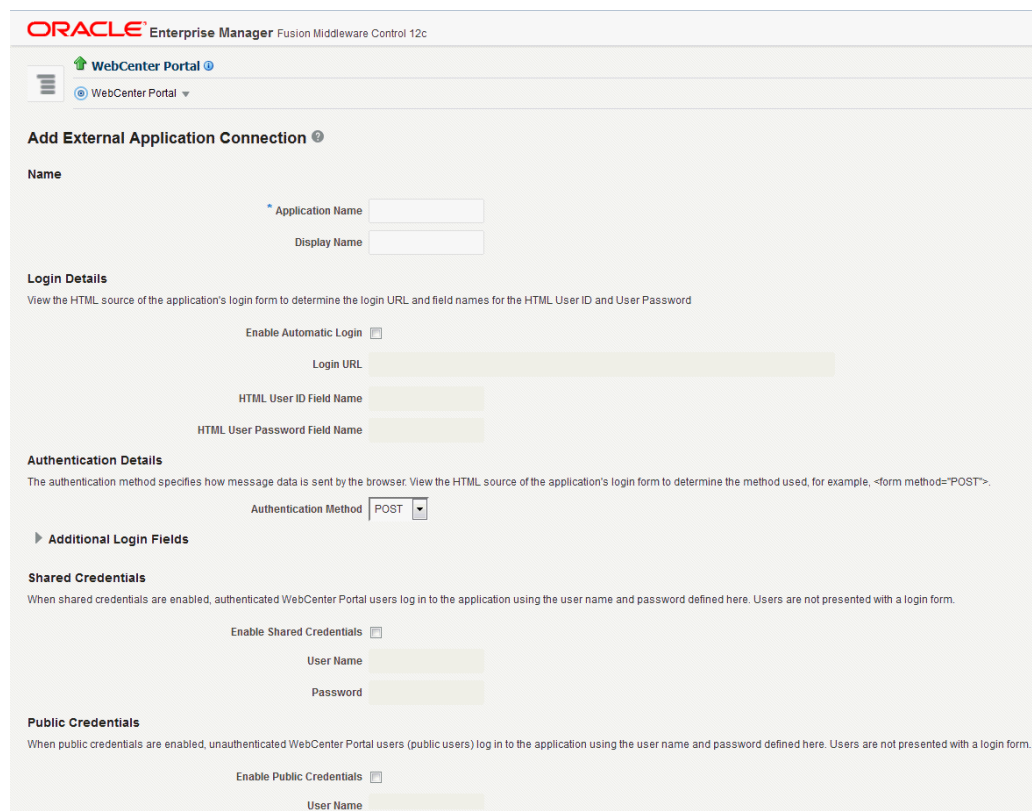 ORACLE Enterprise Manager Fusion Middleware Control 12c
WebCenter Portal
WebCenter Portal
Add External Application Connection
Name
* Application Name
Display Name
Login Details
View the HTML source of the application's login form to determine the login URL and field names for the HTML User ID and User Password
Enable Automatic Login
Login URL
HTML User ID Field Name
HTML User Password Field Name
Authentication Details
The authentication method specifies how message data is sent by the browser. View the HTML source of the application's login form to determine the method used, for example, <form method="POST">.
Authentication Method POST
Additional Login Fields
Shared Credentials
When shared credentials are enabled, authenticated WebCenter Portal users log in to the application using the user name and password defined here. Users are not presented with a login form.
Enable Shared Credentials
User Name
Password
Public Credentials
When public credentials are enabled, unauthenticated WebCenter Portal users (public users) log in to the application using the user name and password defined here. Users are not presented with a login form.
Enable Public Credentials
User Name